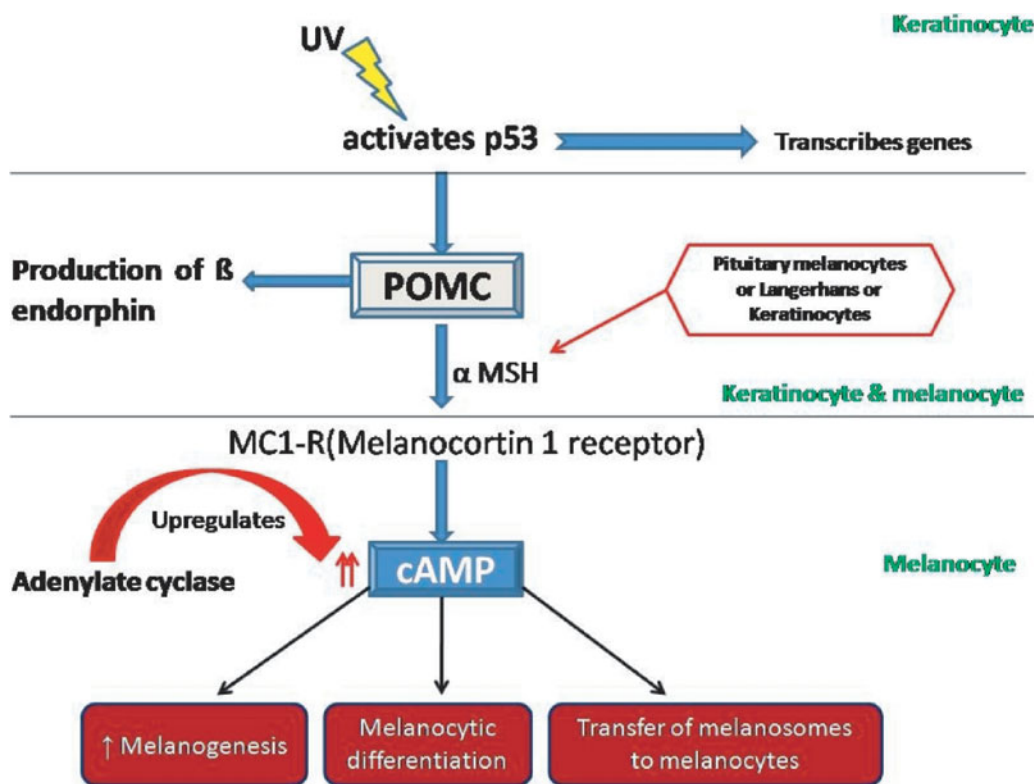 Keratinocyte
UV
activates p53
Transcribes genes
Production of ß
endorphin
POMC
Pituitary melanocytes
or Langerhans or
Keratinocytes
α MSH
Keratinocyte & melanocyte
MC1-R(Melanocortin 1 receptor)
Upregulates
Adenylate cyclase
cAMP
Melanocyte
↑ Melanogenesis
Melanocytic
differentiation
Transfer of melanosomes
to melanocytes